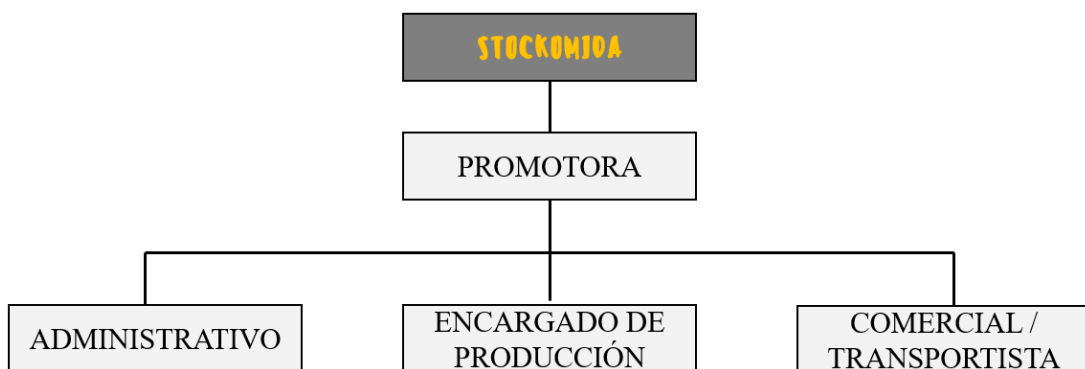 STOCKOMIDA
PROMOTORA
ADMINISTRATIVO
ENCARGADO DE
PRODUCCIÓN
COMERCIAL /
TRANSPORTISTA